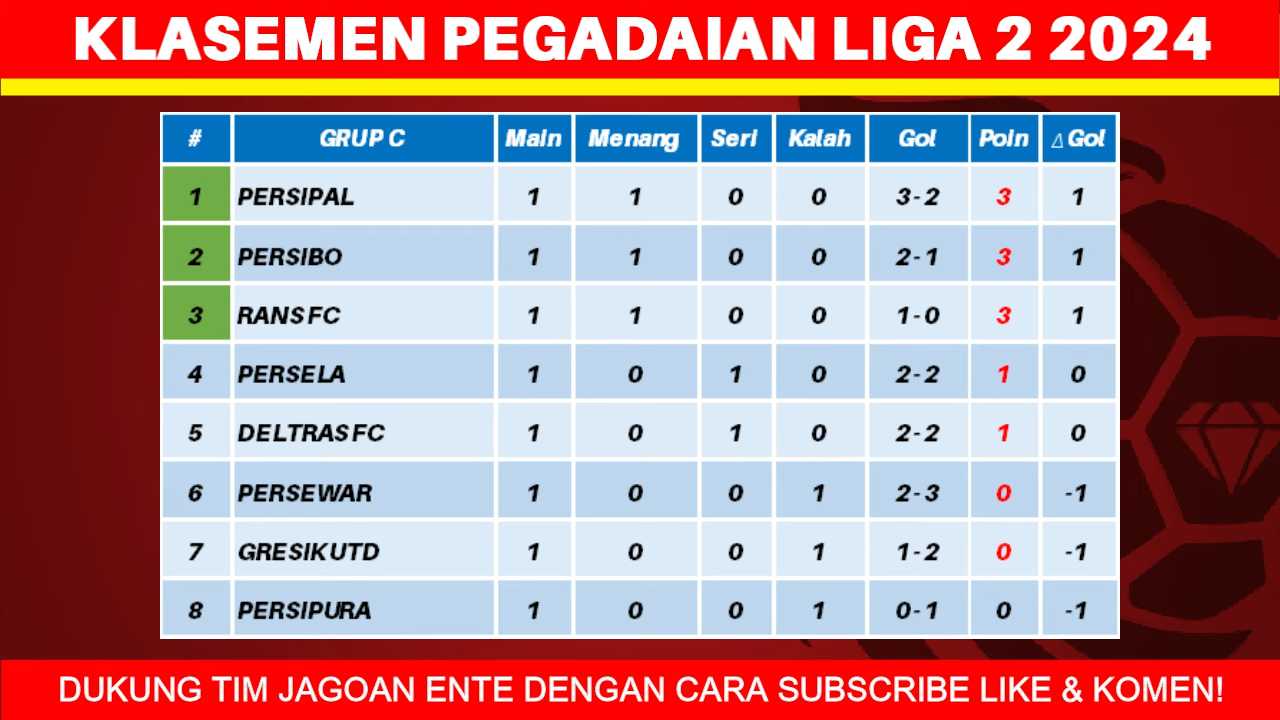 KLASEMEN PEGADAIAN LIGA 2 2024
# GRUP C Main Menang Seri Kalah Gol Poin Δ Gol
1 PERSIPAL 1 1 0 0 3-2 3 1
2 PERSIBO 1 1 0 0 2-1 3 1
3 RANS FC 1 1 0 0 1-0 3 1
4 PERSELA 1 0 1 0 2-2 1 0
5 DELTRAS FC 1 0 1 0 2-2 1 0
6 PERSEWAR 1 0 0 1 2-3 0 -1
7 GRESIK UTD 1 0 0 1 1-2 0 -1
8 PERSIPURA 1 0 0 1 0-1 0 -1
DUKUNG TIM JAGOAN ENTE DENGAN CARA SUBSCRIBE LIKE & KOMEN!